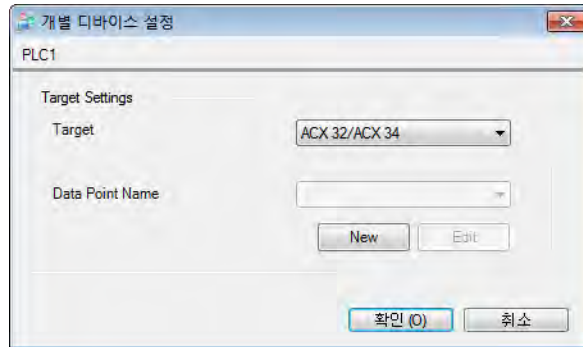 개별 디바이스 설정
PLC1
Target Settings
Target ACX 32/ACX 34
Data Point Name
New Edit
확인 (O) 취소